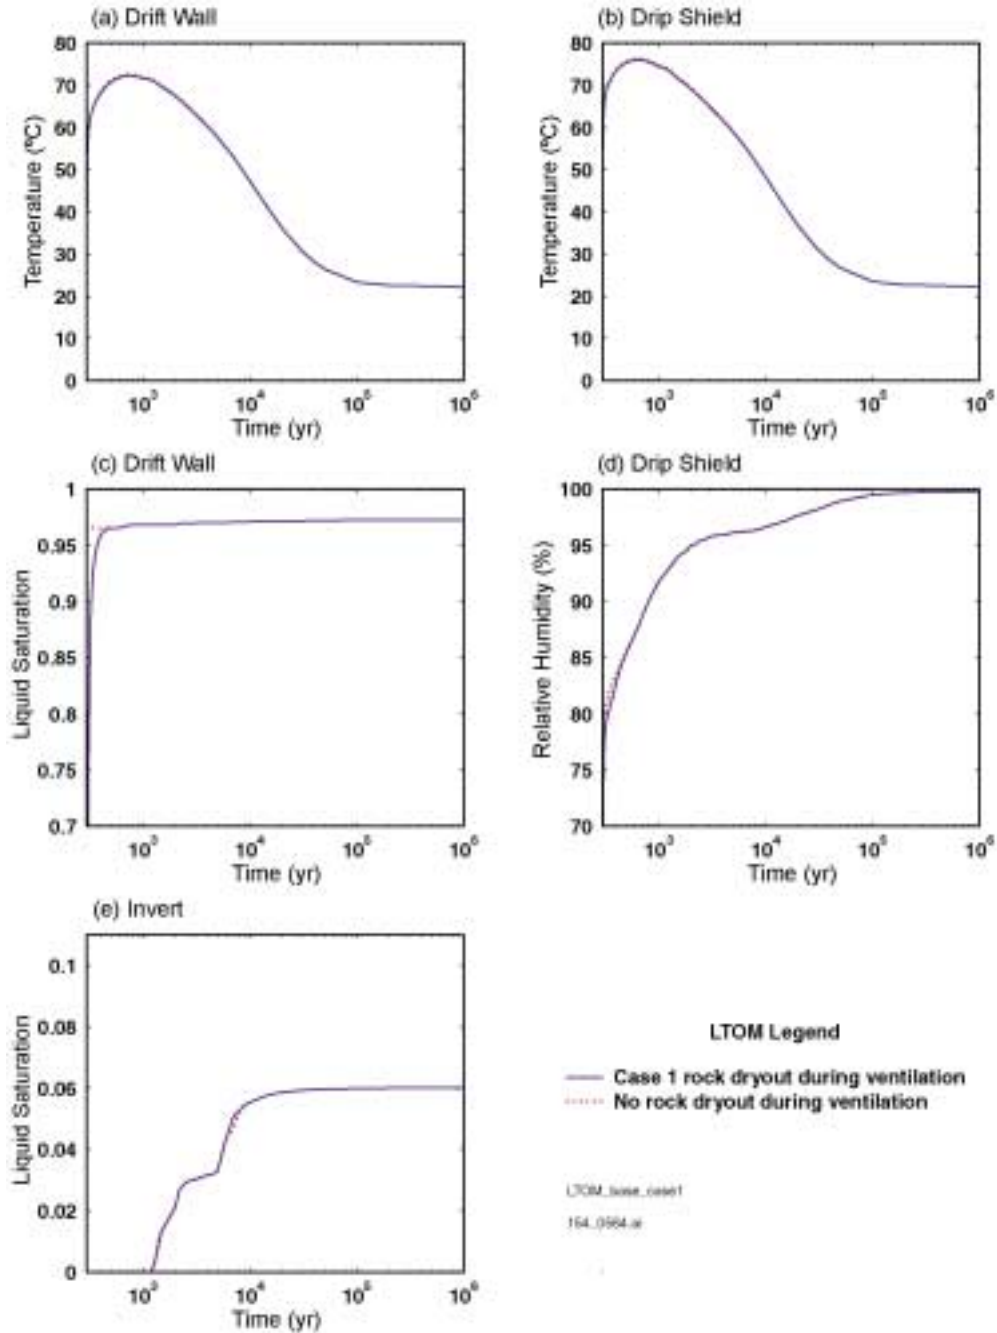 (a) Drift Wall
80
70
60
50
40
30
20
10
0
Temperature (ºC)
10³ 10⁴ 10⁵ 10⁶
Time (yr)
(b) Drip Shield
80
70
60
50
40
30
20
10
0
Temperature (ºC)
10³ 10⁴ 10⁵ 10⁶
Time (yr)
(c) Drift Wall
1
0.95
0.9
0.85
0.8
0.75
0.7
Liquid Saturation
10³ 10⁴ 10⁵ 10⁶
Time (yr)
(d) Drip Shield
100
95
90
85
80
75
70
Relative Humidity (%)
10³ 10⁴ 10⁵ 10⁶
Time (yr)
(e) Invert
0.1
0.08
0.06
0.04
0.02
0
Liquid Saturation
10³ 10⁴ 10⁵ 10⁶
Time (yr)
LTOM Legend
Case 1 rock dryout during ventilation
No rock dryout during ventilation
LTOM_base_case1
154_0564.ai